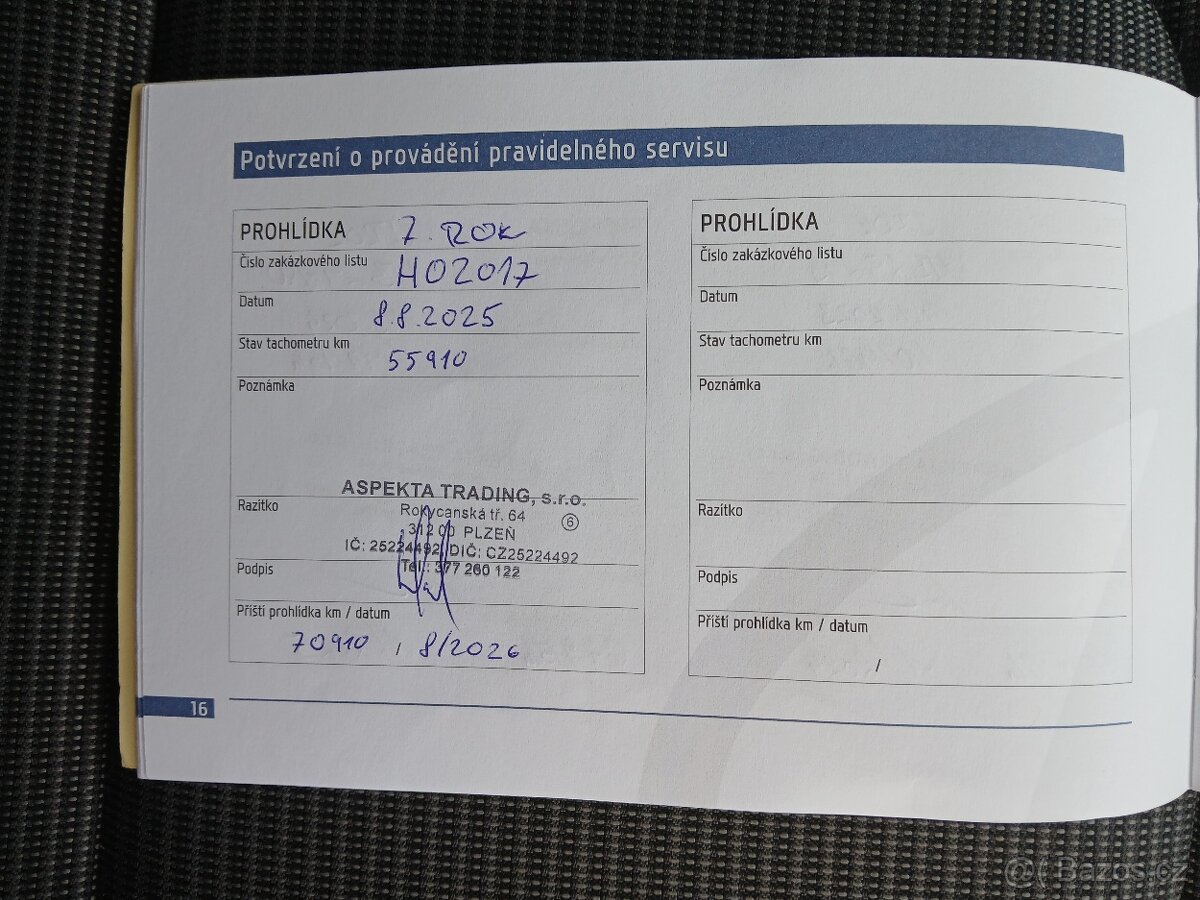 Potvrzení o provádění pravidelného servisu
PROHLÍDKA 7. ROK
Číslo zakázkového listu HO2017
Datum 8.8.2025
Stav tachometru km 55910
Poznámka
Razítko
ASPEKTA TRADING, s.r.o.
Rokycanská tř. 64 6
31200 PLZEŇ
IČ: 25224492, DIČ: CZ25224492
Tel.: 377 260 122
Podpis
Příští prohlídka km / datum
70910 / 8/2026
PROHLÍDKA
Číslo zakázkového listu
Datum
Stav tachometru km
Poznámka
Razítko
Podpis
Příští prohlídka km / datum
/
16
Bazos.cz